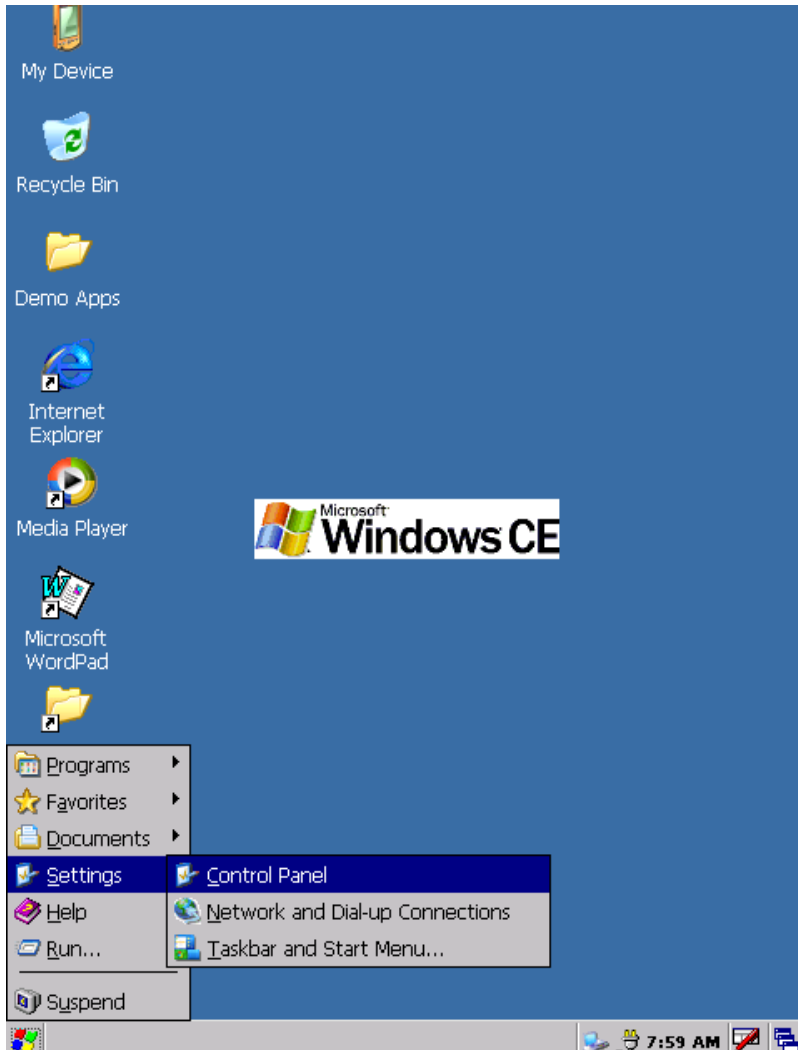 My Device
Recycle Bin
Demo Apps
Internet
Explorer
Media Player
Microsoft
WordPad
Microsoft
Windows CE
Programs
Favorites
Documents
Settings
Help
Run...
Suspend
Control Panel
Network and Dial-up Connections
Taskbar and Start Menu...
7:59 AM